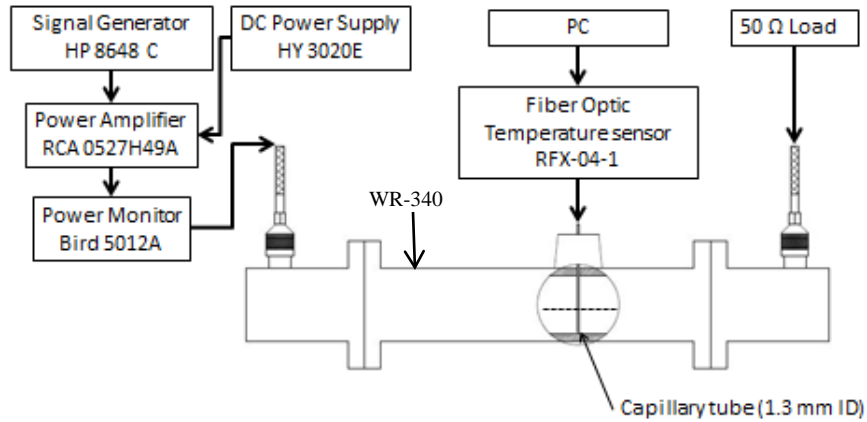 Signal Generator
HP 8648 C
DC Power Supply
HY 3020E
PC
50 Ω Load
Power Amplifier
RCA 0527H49A
Fiber Optic
Temperature sensor
RFX-04-1
Power Monitor
Bird 5012A
WR-340
Capillary tube (1.3 mm ID)